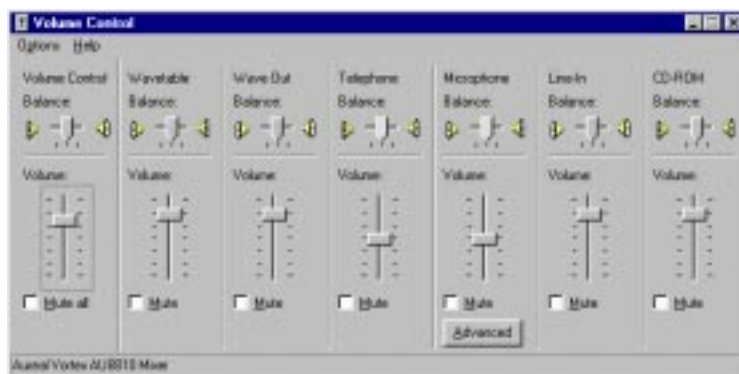 Volume Control
Options Help
Volume Control Wavetable Wave Out Telephone Microphone Line-In CD-ROM
Balance: Balance: Balance: Balance: Balance: Balance: Balance:
Volume: Volume: Volume: Volume: Volume: Volume: Volume:
Mute all Mute Mute Mute Mute Mute Mute
Advanced
Aureal Vortex AU8810 Mixer